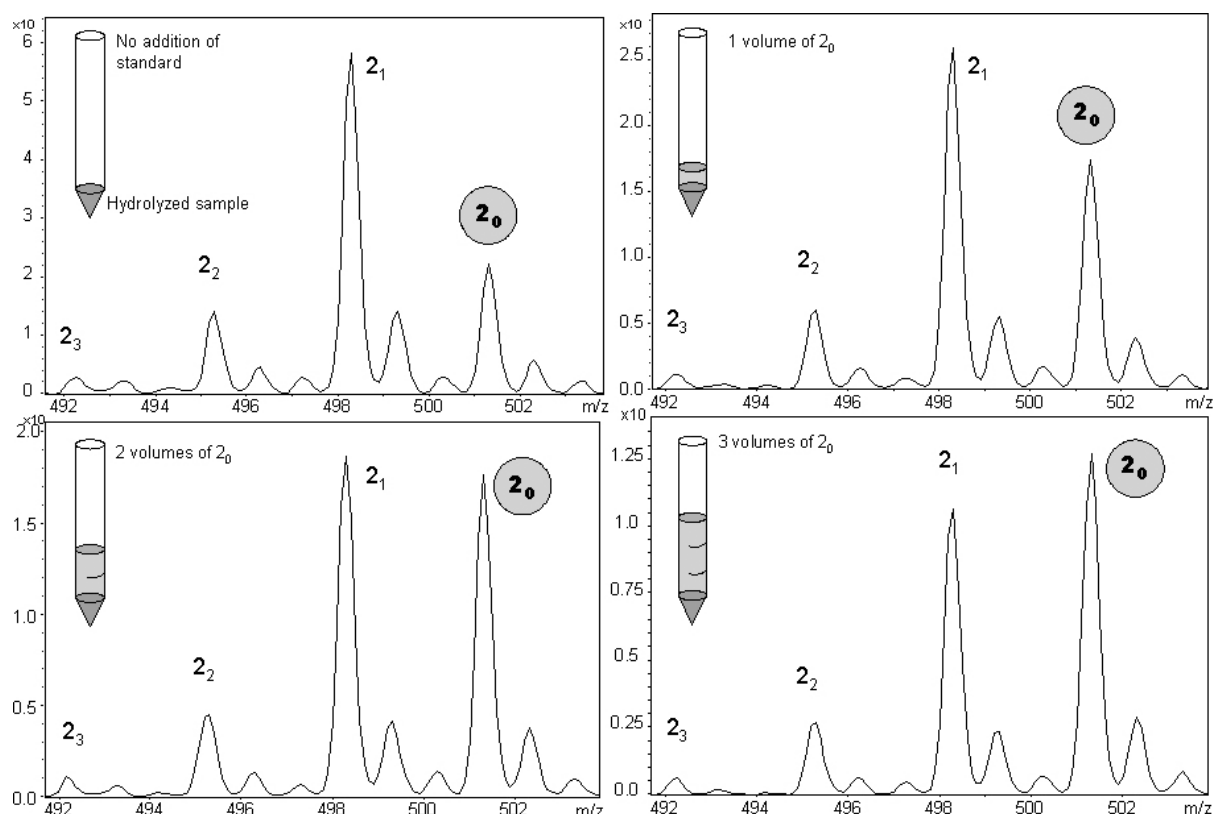 x10
6
5
4
3
2
1
0
No addition of
standard
Hydrolyzed sample
2₃
2₂
2₁
2₀
492 494 496 498 500 502 m/z
x10
2.5
2.0
1.5
1.0
0.5
0.0
1 volume of 2₀
2₃
2₂
2₁
2₀
492 494 496 498 500 502 m/z
x10
2.0
1.5
1.0
0.5
0.0
2 volumes of 2₀
2₃
2₂
2₁
2₀
492 494 496 498 500 502 m/z
x10
1.25
1.0
0.75
0.5
0.25
0.0
3 volumes of 2₀
2₃
2₂
2₁
2₀
492 494 496 498 500 502 m/z